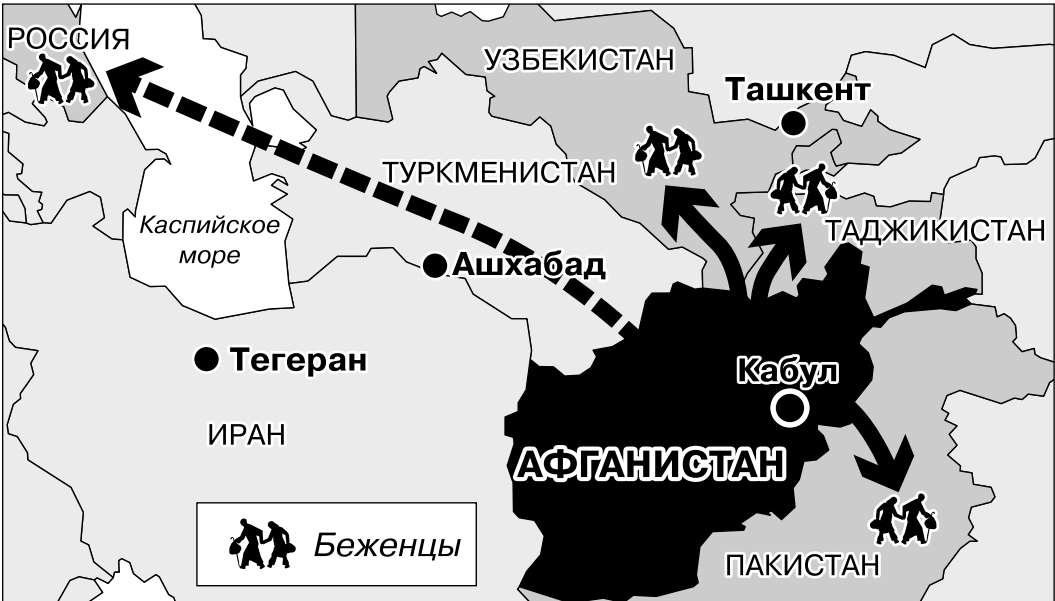 РОССИЯ
УЗБЕКИСТАН
Ташкент
ТУРКМЕНИСТАН
Каспийское
море
ТАДЖИКИСТАН
Ашхабад
Тегеран
Кабул
ИРАН
АФГАНИСТАН
Беженцы
ПАКИСТАН